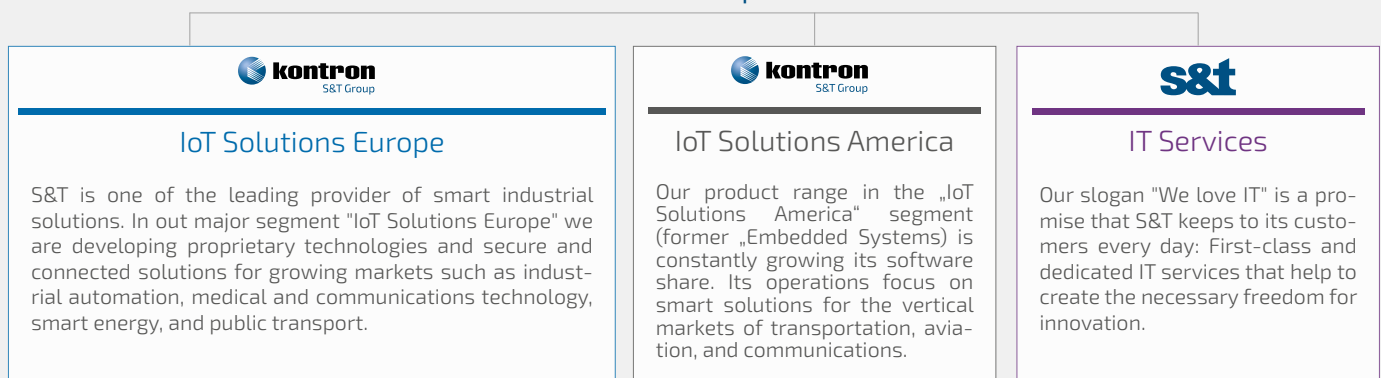 kontron
S&T Group
IoT Solutions Europe
S&T is one of the leading provider of smart industrial
solutions. In out major segment "IoT Solutions Europe" we
are developing proprietary technologies and secure and
connected solutions for growing markets such as indust-
rial automation, medical and communications technology,
smart energy, and public transport.
kontron
S&T Group
IoT Solutions America
Our product range in the „IoT
Solutions America“ segment
(former „Embedded Systems) is
constantly growing its software
share. Its operations focus on
smart solutions for the vertical
markets of transportation, avia-
tion, and communications.
s&t
IT Services
Our slogan "We love IT" is a pro-
mise that S&T keeps to its custo-
mers every day: First-class and
dedicated IT services that help to
create the necessary freedom for
innovation.